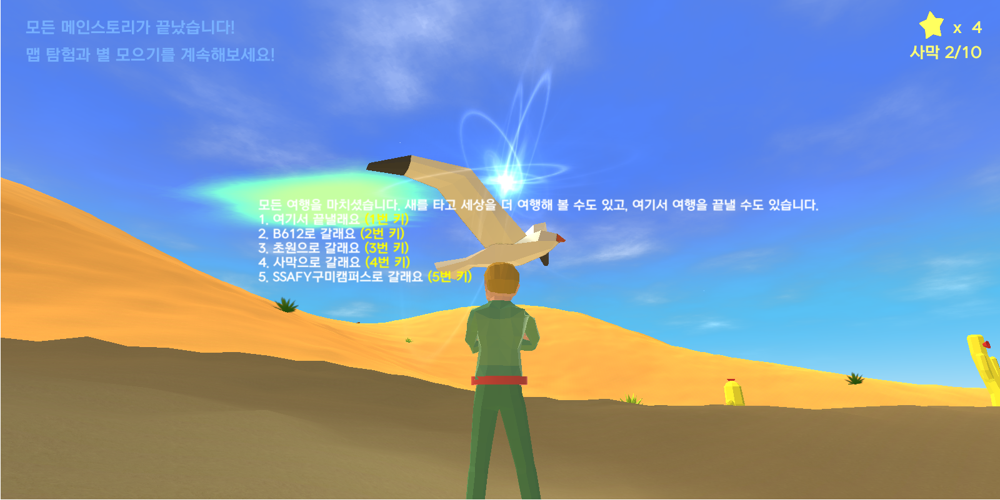 모든 메인스토리가 끝났습니다!
맵 탐험과 별 모으기를 계속해보세요!
x 4
사막 2/10
모든 여행을 마치셨습니다. 새를 타고 세상을 더 여행해 볼 수도 있고, 여기서 여행을 끝낼 수도 있습니다.
1. 여기서 끝낼래요 (1번 키)
2. B612로 갈래요 (2번 키)
3. 초원으로 갈래요 (3번 키)
4. 사막으로 갈래요 (4번 키)
5. SSAFY구미캠퍼스로 갈래요 (5번 키)